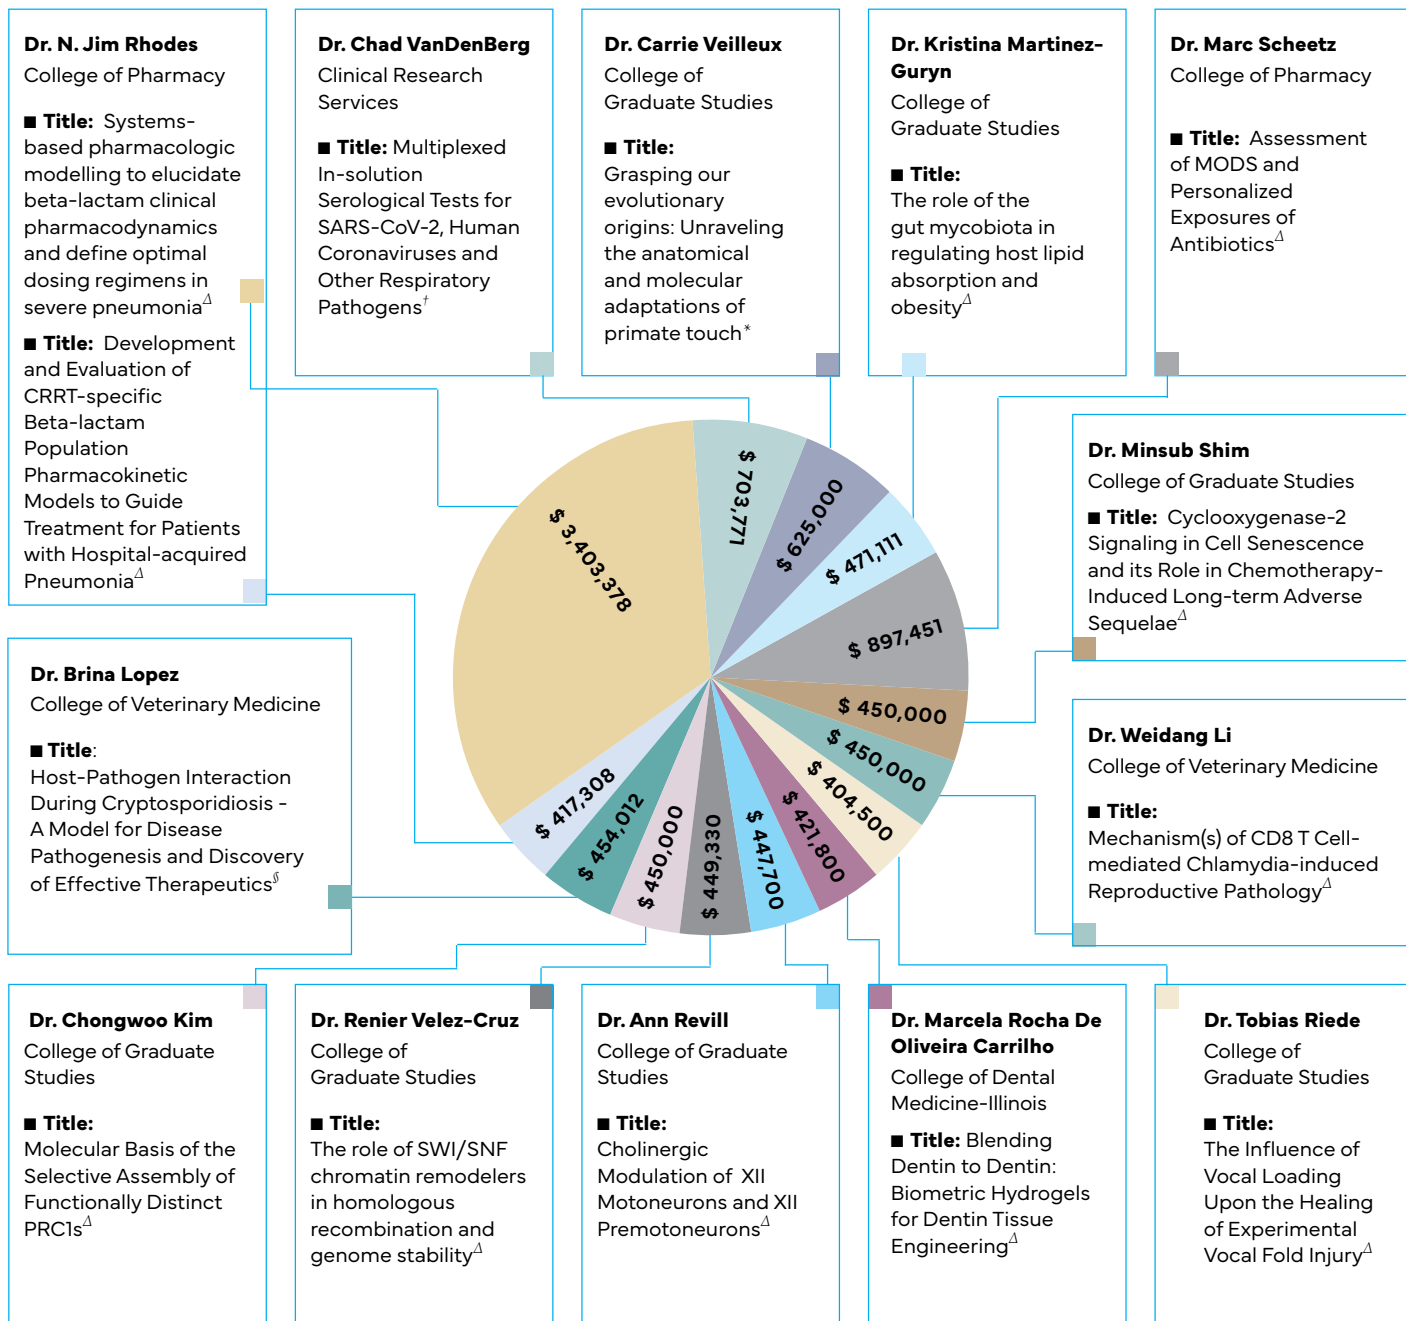 Dr. N. Jim Rhodes
College of Pharmacy
■ Title: Systems-
based pharmacologic
modelling to elucidate
beta-lactam clinical
pharmacodynamics
and define optimal
dosing regimens in
severe pneumoniaΔ
■ Title: Development
and Evaluation of
CRRT-specific
Beta-lactam
Population
Pharmacokinetic
Models to Guide
Treatment for Patients
with Hospital-acquired
PneumoniaΔ
Dr. Chad VanDenBerg
Clinical Research
Services
■ Title: Multiplexed
In-solution
Serological Tests for
SARS-CoV-2, Human
Coronaviruses and
Other Respiratory
Pathogens†
Dr. Carrie Veilleux
College of
Graduate Studies
■ Title:
Grasping our
evolutionary
origins: Unraveling
the anatomical
and molecular
adaptations of
primate touch*
Dr. Kristina Martinez-
Guryn
College of
Graduate Studies
■ Title:
The role of the
gut mycobiota in
regulating host lipid
absorption and
obesityΔ
Dr. Marc Scheetz
College of Pharmacy
■ Title: Assessment
of MODS and
Personalized
Exposures of
AntibioticsΔ
Dr. Minsub Shim
College of Graduate Studies
■ Title: Cyclooxygenase-2
Signaling in Cell Senescence
and its Role in Chemotherapy-
Induced Long-term Adverse
SequelaeΔ
$ 703,771
$ 625,000
$ 471,111
$ 897,451
$ 450,000
$ 450,000
$ 404,500
$ 421,800
$ 447,700
$ 449,330
$ 450,000
$ 454,012
$ 417,308
$ 3,403,378
Dr. Brina Lopez
College of Veterinary Medicine
■ Title:
Host-Pathogen Interaction
During Cryptosporidiosis -
A Model for Disease
Pathogenesis and Discovery
of Effective Therapeutics§
Dr. Weidang Li
College of Veterinary Medicine
■ Title:
Mechanism(s) of CD8 T Cell-
mediated Chlamydia-induced
Reproductive PathologyΔ
Dr. Chongwoo Kim
College of Graduate
Studies
■ Title:
Molecular Basis of the
Selective Assembly of
Functionally Distinct
PRC1sΔ
Dr. Renier Velez-Cruz
College of
Graduate Studies
■ Title:
The role of SWI/SNF
chromatin remodelers
in homologous
recombination and
genome stabilityΔ
Dr. Ann Revill
College of Graduate
Studies
■ Title:
Cholinergic
Modulation of XII
Motoneurons and XII
PremotoneuronsΔ
Dr. Marcela Rocha De
Oliveira Carrilho
College of Dental
Medicine-Illinois
■ Title: Blending
Dentin to Dentin:
Biometric Hydrogels
for Dentin Tissue
EngineeringΔ
Dr. Tobias Riede
College of
Graduate Studies
■ Title:
The Influence of
Vocal Loading
Upon the Healing
of Experimental
Vocal Fold InjuryΔ